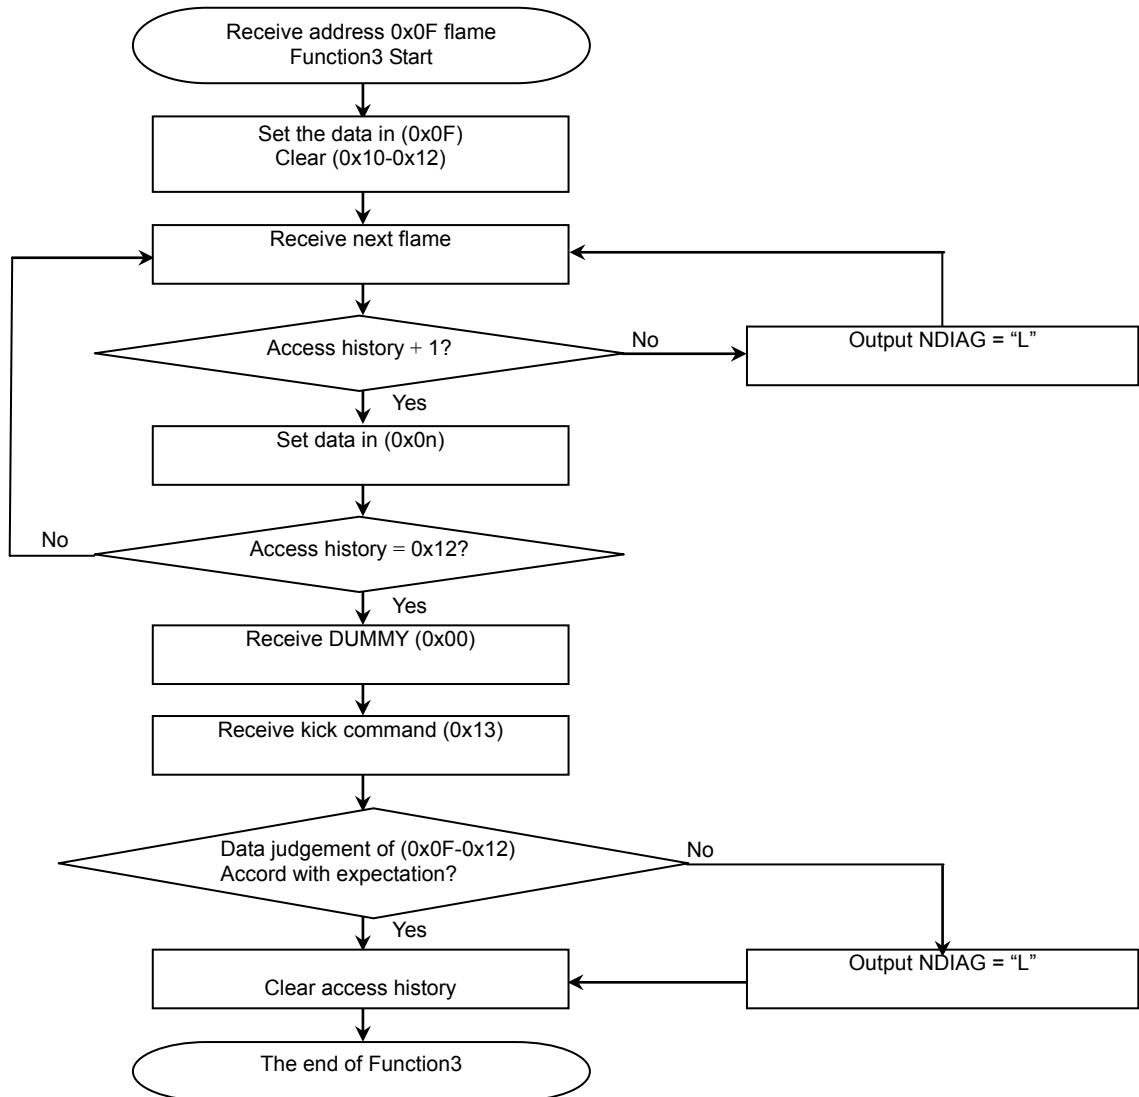 Receive address 0x0F flame
Function3 Start
Set the data in (0x0F)
Clear (0x10-0x12)
Receive next flame
Access history + 1?
No
Output NDIAG = “L”
Yes
Set data in (0x0n)
No
Access history = 0x12?
Yes
Receive DUMMY (0x00)
Receive kick command (0x13)
Data judgement of (0x0F-0x12)
Accord with expectation?
No
Yes
Output NDIAG = “L”
Clear access history
The end of Function3